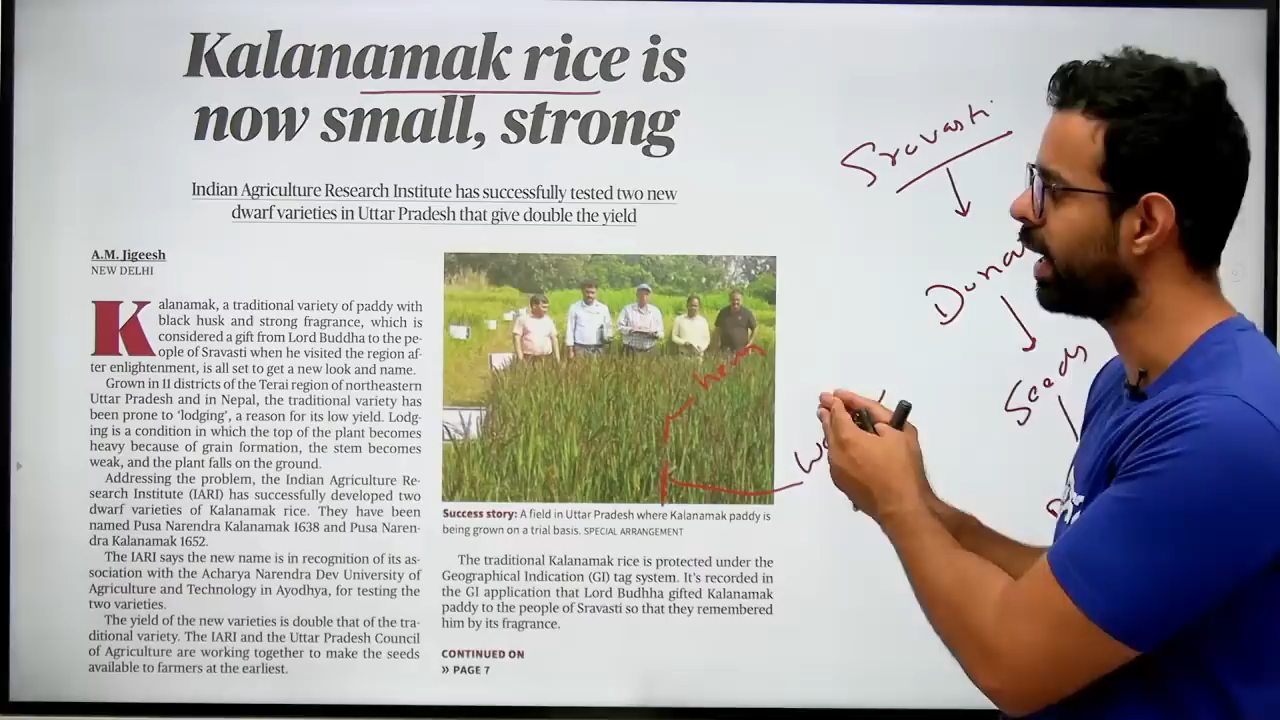 Kalanamak rice is
now small, strong
Indian Agriculture Research Institute has successfully tested two new
dwarf varieties in Uttar Pradesh that give double the yield
A.M. Jigeesh
NEW DELHI
Kalanamak, a traditional variety of paddy with
black husk and strong fragrance, which is
considered a gift from Lord Buddha to the pe-
ople of Sravasti when he visited the region af-
ter enlightenment, is all set to get a new look and name.
Grown in 11 districts of the Terai region of northeastern
Uttar Pradesh and in Nepal, the traditional variety has
been prone to ‘lodging’, a reason for its low yield. Lodg-
ing is a condition in which the top of the plant becomes
heavy because of grain formation, the stem becomes
weak, and the plant falls on the ground.
Addressing the problem, the Indian Agriculture Re-
search Institute (IARI) has successfully developed two
dwarf varieties of Kalanamak rice. They have been
named Pusa Narendra Kalanamak 1638 and Pusa Naren-
dra Kalanamak 1652.
The IARI says the new name is in recognition of its as-
sociation with the Acharya Narendra Dev University of
Agriculture and Technology in Ayodhya, for testing the
two varieties.
The yield of the new varieties is double that of the tra-
ditional variety. The IARI and the Uttar Pradesh Council
of Agriculture are working together to make the seeds
available to farmers at the earliest.
Success story: A field in Uttar Pradesh where Kalanamak paddy is
being grown on a trial basis. SPECIAL ARRANGEMENT
The traditional Kalanamak rice is protected under the
Geographical Indication (GI) tag system. It’s recorded in
the GI application that Lord Budhha gifted Kalanamak
paddy to the people of Sravasti so that they remembered
him by its fragrance.
CONTINUED ON
» PAGE 7
Sravasti
Seeds